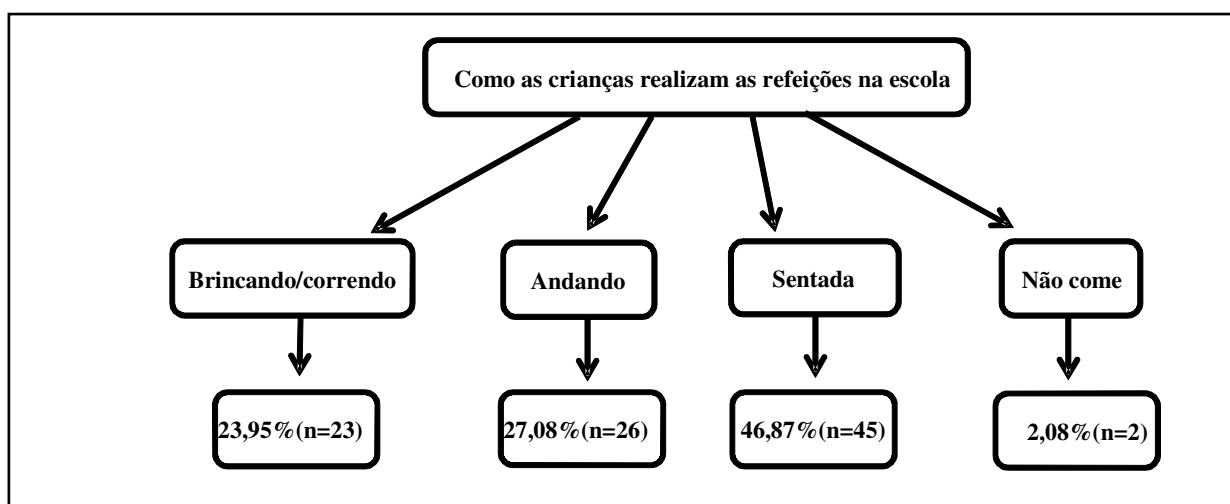 Como as crianças realizam as refeições na escola
Brincando/correndo
Andando
Sentada
Não come
23,95%(n=23)
27,08%(n=26)
46,87%(n=45)
2,08%(n=2)